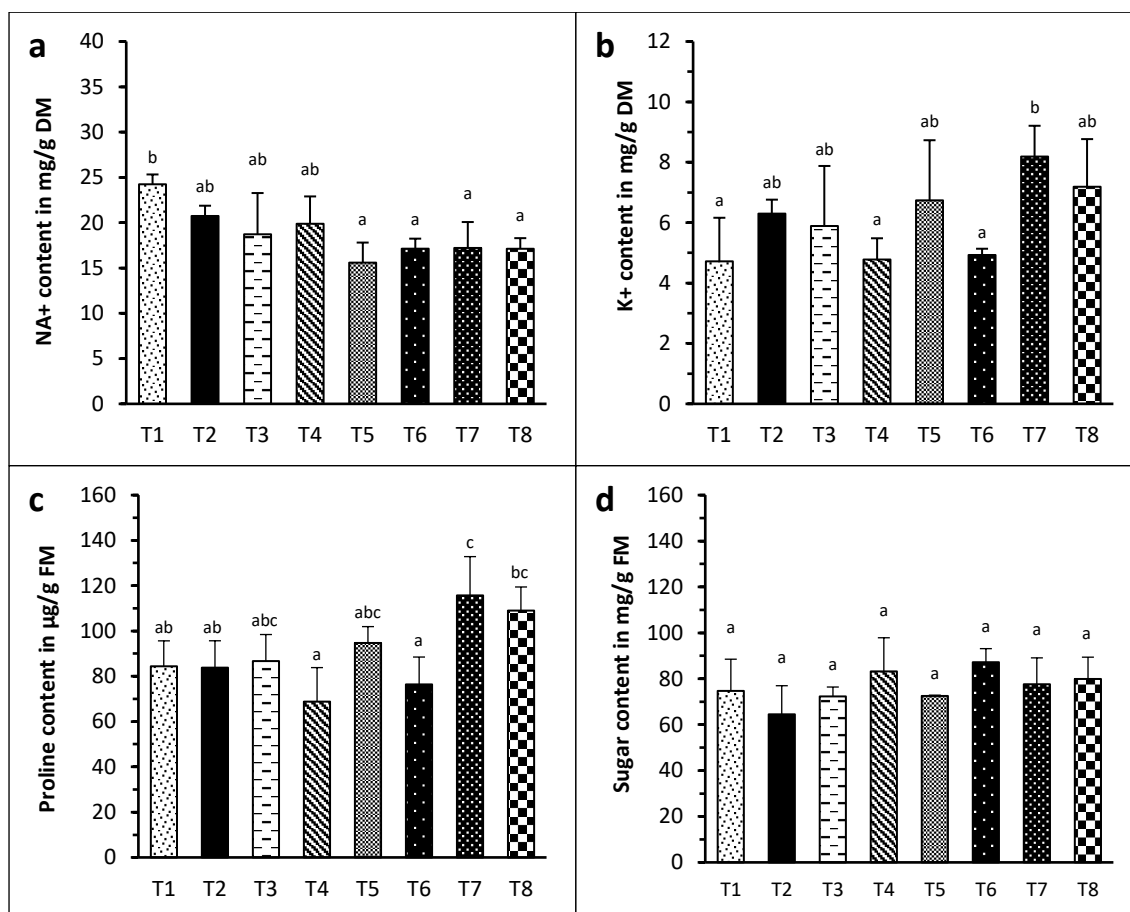 a
NA+ content in mg/g DM
40
35
30
25
20
15
10
5
0
b
ab
ab
ab
a
a
a
a
T1 T2 T3 T4 T5 T6 T7 T8
b
K+ content in mg/g DM
12
10
8
6
4
2
0
a
ab
ab
a
ab
a
b
ab
T1 T2 T3 T4 T5 T6 T7 T8
c
Proline content in µg/g FM
160
140
120
100
80
60
40
20
0
ab
ab
abc
a
abc
a
c
bc
T1 T2 T3 T4 T5 T6 T7 T8
d
Sugar content in mg/g FM
160
140
120
100
80
60
40
20
0
a
a
a
a
a
a
a
a
T1 T2 T3 T4 T5 T6 T7 T8